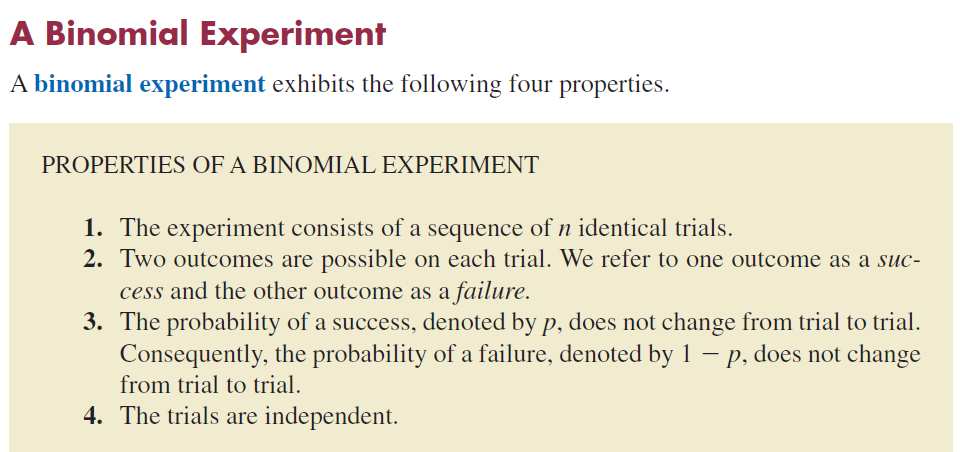 A Binomial Experiment
A binomial experiment exhibits the following four properties.
PROPERTIES OF A BINOMIAL EXPERIMENT
1. The experiment consists of a sequence of n identical trials.
2. Two outcomes are possible on each trial. We refer to one outcome as a suc-
cess and the other outcome as a failure.
3. The probability of a success, denoted by p, does not change from trial to trial.
Consequently, the probability of a failure, denoted by 1 − p, does not change
from trial to trial.
4. The trials are independent.